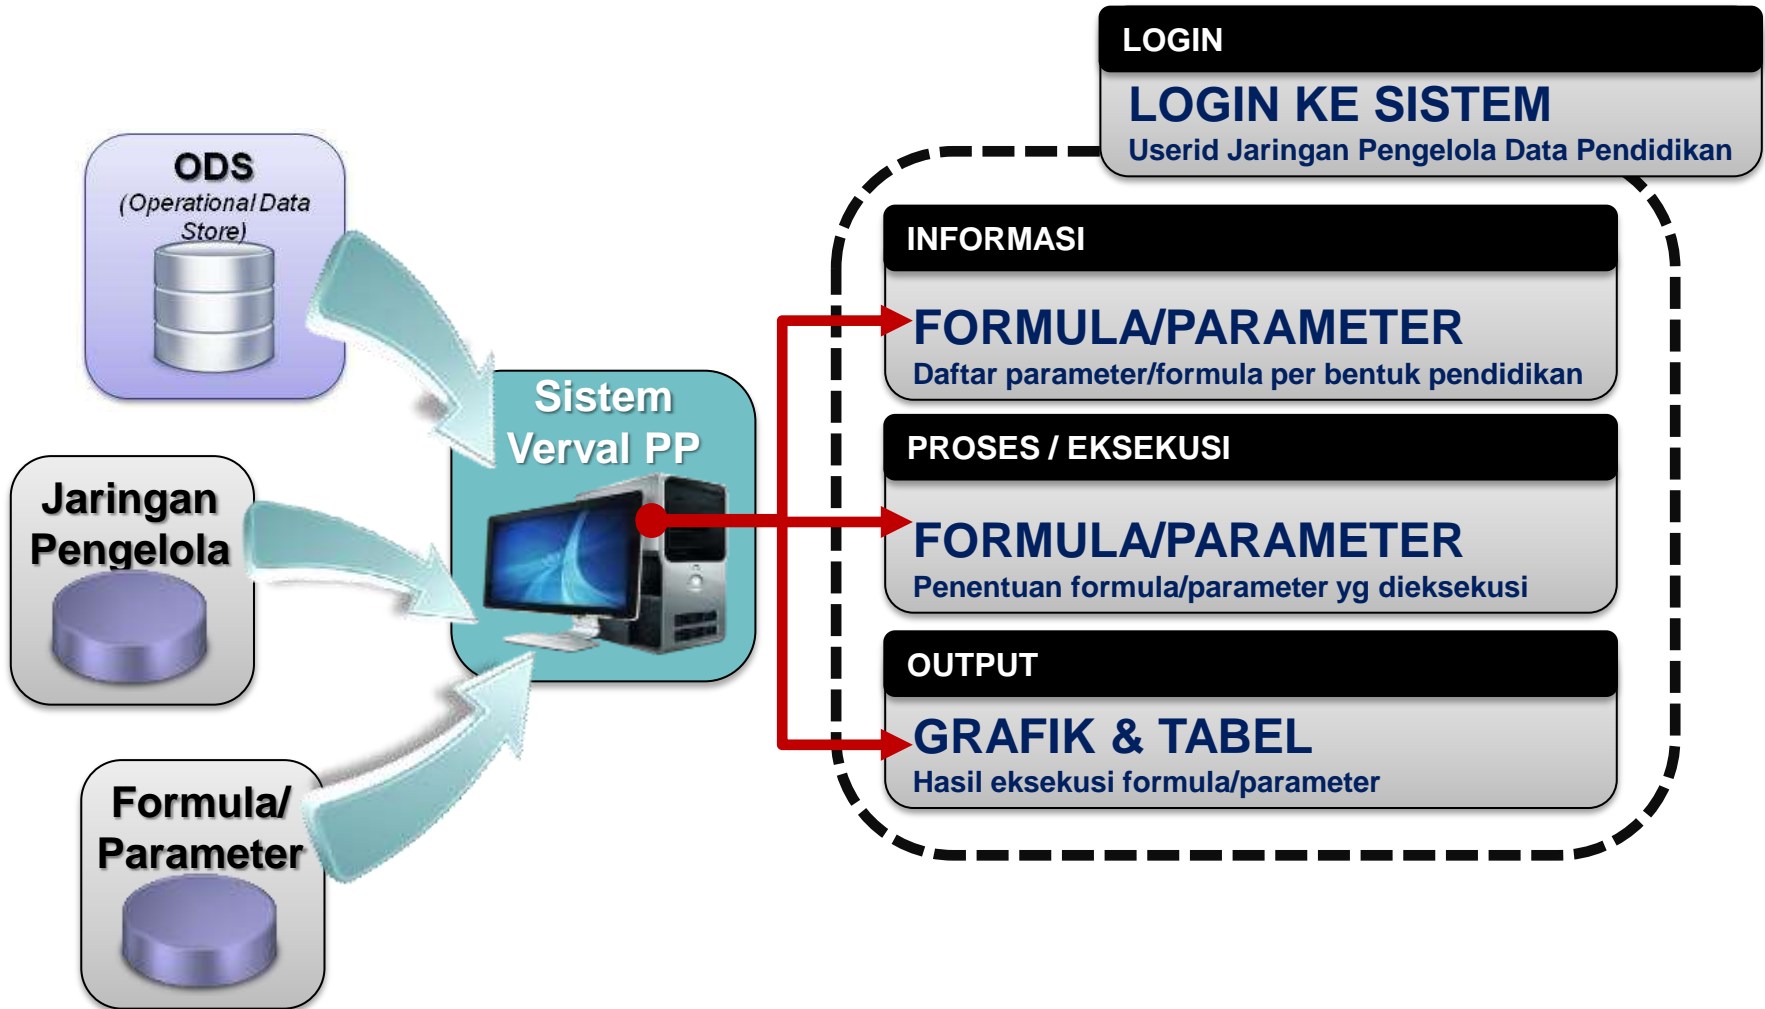 LOGIN
LOGIN KE SISTEM
Userid Jaringan Pengelola Data Pendidikan
ODS
(Operational Data
Store)
Jaringan
Pengelola
Formula/
Parameter
Sistem
Verval PP
INFORMASI
FORMULA/PARAMETER
Daftar parameter/formula per bentuk pendidikan
PROSES / EKSEKUSI
FORMULA/PARAMETER
Penentuan formula/parameter yg dieksekusi
OUTPUT
GRAFIK & TABEL
Hasil eksekusi formula/parameter